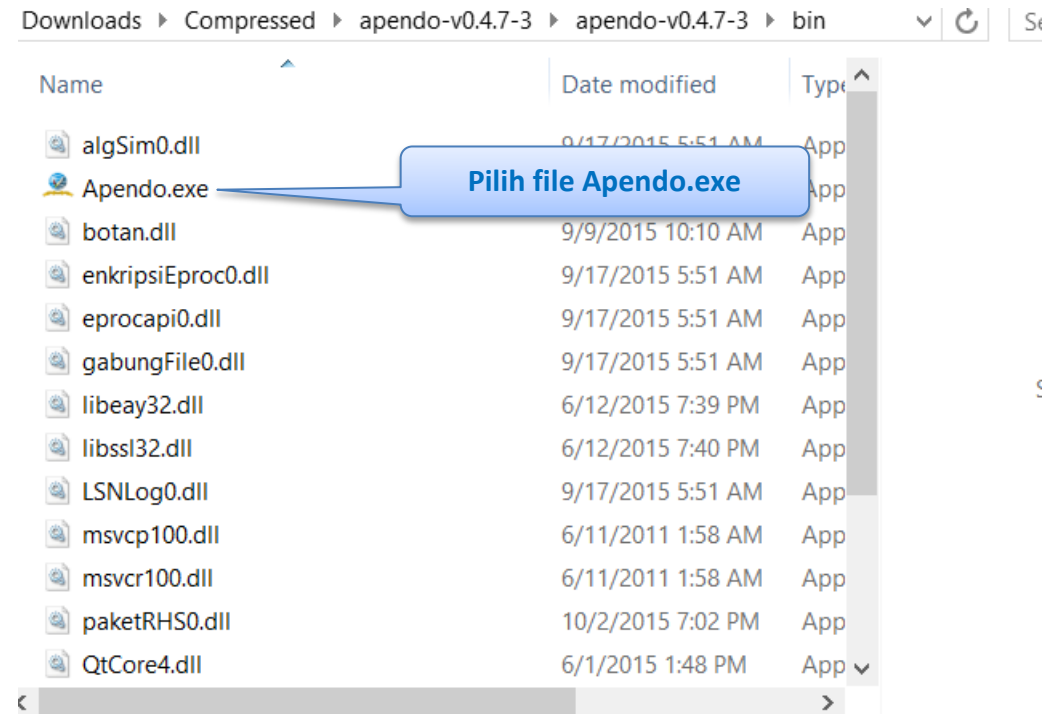 Downloads Compressed apendo-v0.4.7-3 apendo-v0.4.7-3 bin
Name Date modified
algSim0.dll 9/17/2015 5:51 AM App
Apendo.exe Pilih file Apendo.exe App
botan.dll 9/9/2015 10:10 AM App
enkripsiEproc0.dll 9/17/2015 5:51 AM App
eprocapi0.dll 9/17/2015 5:51 AM App
gabungFile0.dll 9/17/2015 5:51 AM App
libeay32.dll 6/12/2015 7:39 PM App
libssl32.dll 6/12/2015 7:40 PM App
LSNLog0.dll 9/17/2015 5:51 AM App
msvcp100.dll 6/11/2011 1:58 AM App
msvcr100.dll 6/11/2011 1:58 AM App
paketRHS0.dll 10/2/2015 7:02 PM App
QtCore4.dll 6/1/2015 1:48 PM App